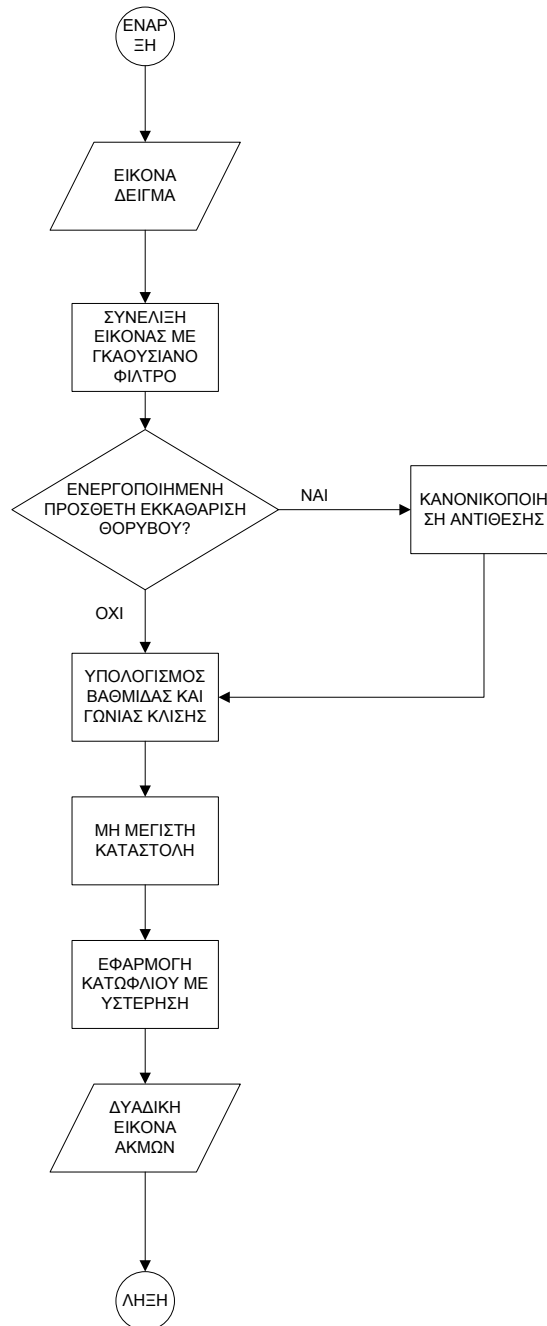 ΕΝΑΡ
ΞΗ
ΕΙΚΟΝΑ
ΔΕΙΓΜΑ
ΣΥΝΕΛΙΞΗ
ΕΙΚΟΝΑΣ ΜΕ
ΓΚΑΟΥΣΙΑΝΟ
ΦΙΛΤΡΟ
ΕΝΕΡΓΟΠΟΙΗΜΕΝΗ
ΠΡΟΣΘΕΤΗ ΕΚΚΑΘΑΡΙΣΗ
ΘΟΡΥΒΟΥ?
ΝΑΙ
ΚΑΝΟΝΙΚΟΠΟΙΗ
ΣΗ ΑΝΤΙΘΕΣΗΣ
ΟΧΙ
ΥΠΟΛΟΓΙΣΜΟΣ
ΒΑΘΜΙΔΑΣ ΚΑΙ
ΓΩΝΙΑΣ ΚΛΙΣΗΣ
ΜΗ ΜΕΓΙΣΤΗ
ΚΑΤΑΣΤΟΛΗ
ΕΦΑΡΜΟΓΗ
ΚΑΤΩΦΛΙΟΥ ΜΕ
ΥΣΤΕΡΗΣΗ
ΔΥΑΔΙΚΗ
ΕΙΚΟΝΑ
ΑΚΜΩΝ
ΛΗΞΗ